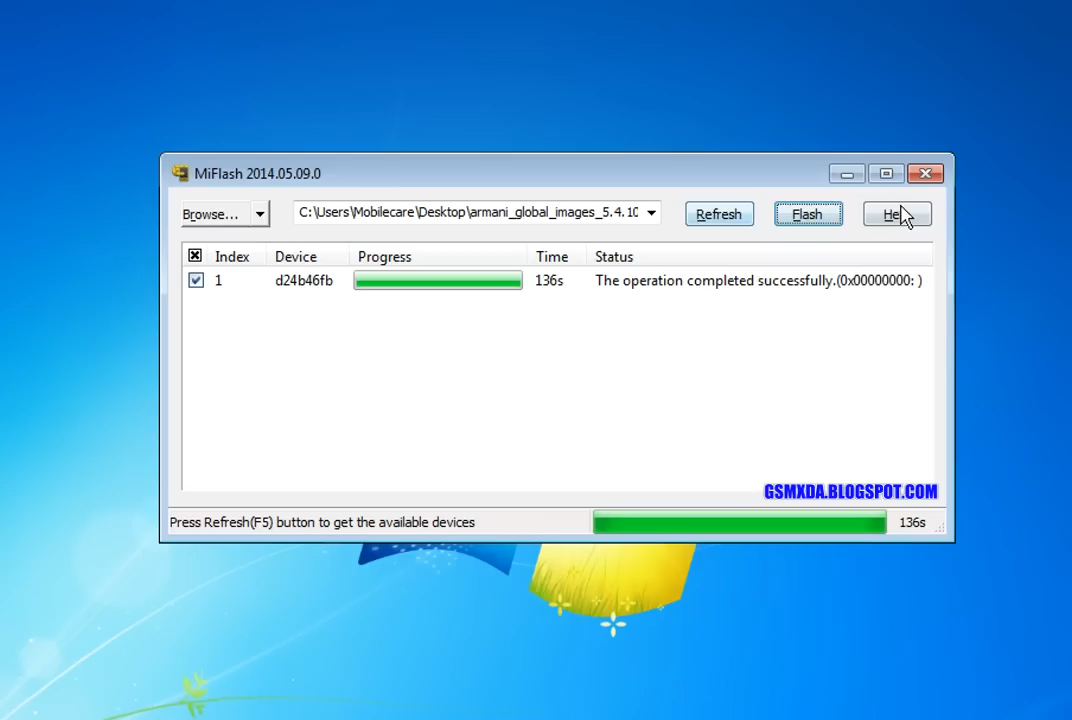 MiFlash 2014.05.09.0
Browse... C:\Users\Mobilecare\Desktop\armani_global_images_5.4.10 Refresh Flash
Index Device Progress Time Status
1 d24b46fb 136s The operation completed successfully.(0x00000000: )
GSMXDA.BLOGSPOT.COM
Press Refresh(F5) button to get the available devices 136s